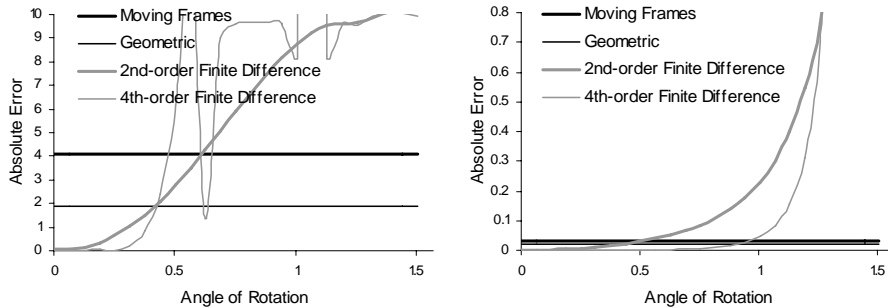 Absolute Error
10
9
8
7
6
5
4
3
2
1
0
Moving Frames
Geometric
2nd-order Finite Difference
4th-order Finite Difference
0
0.5
1
1.5
Angle of Rotation
Absolute Error
0.8
0.7
0.6
0.5
0.4
0.3
0.2
0.1
0
Moving Frames
Geometric
2nd-order Finite Difference
4th-order Finite Difference
0
0.5
1
1.5
Angle of Rotation